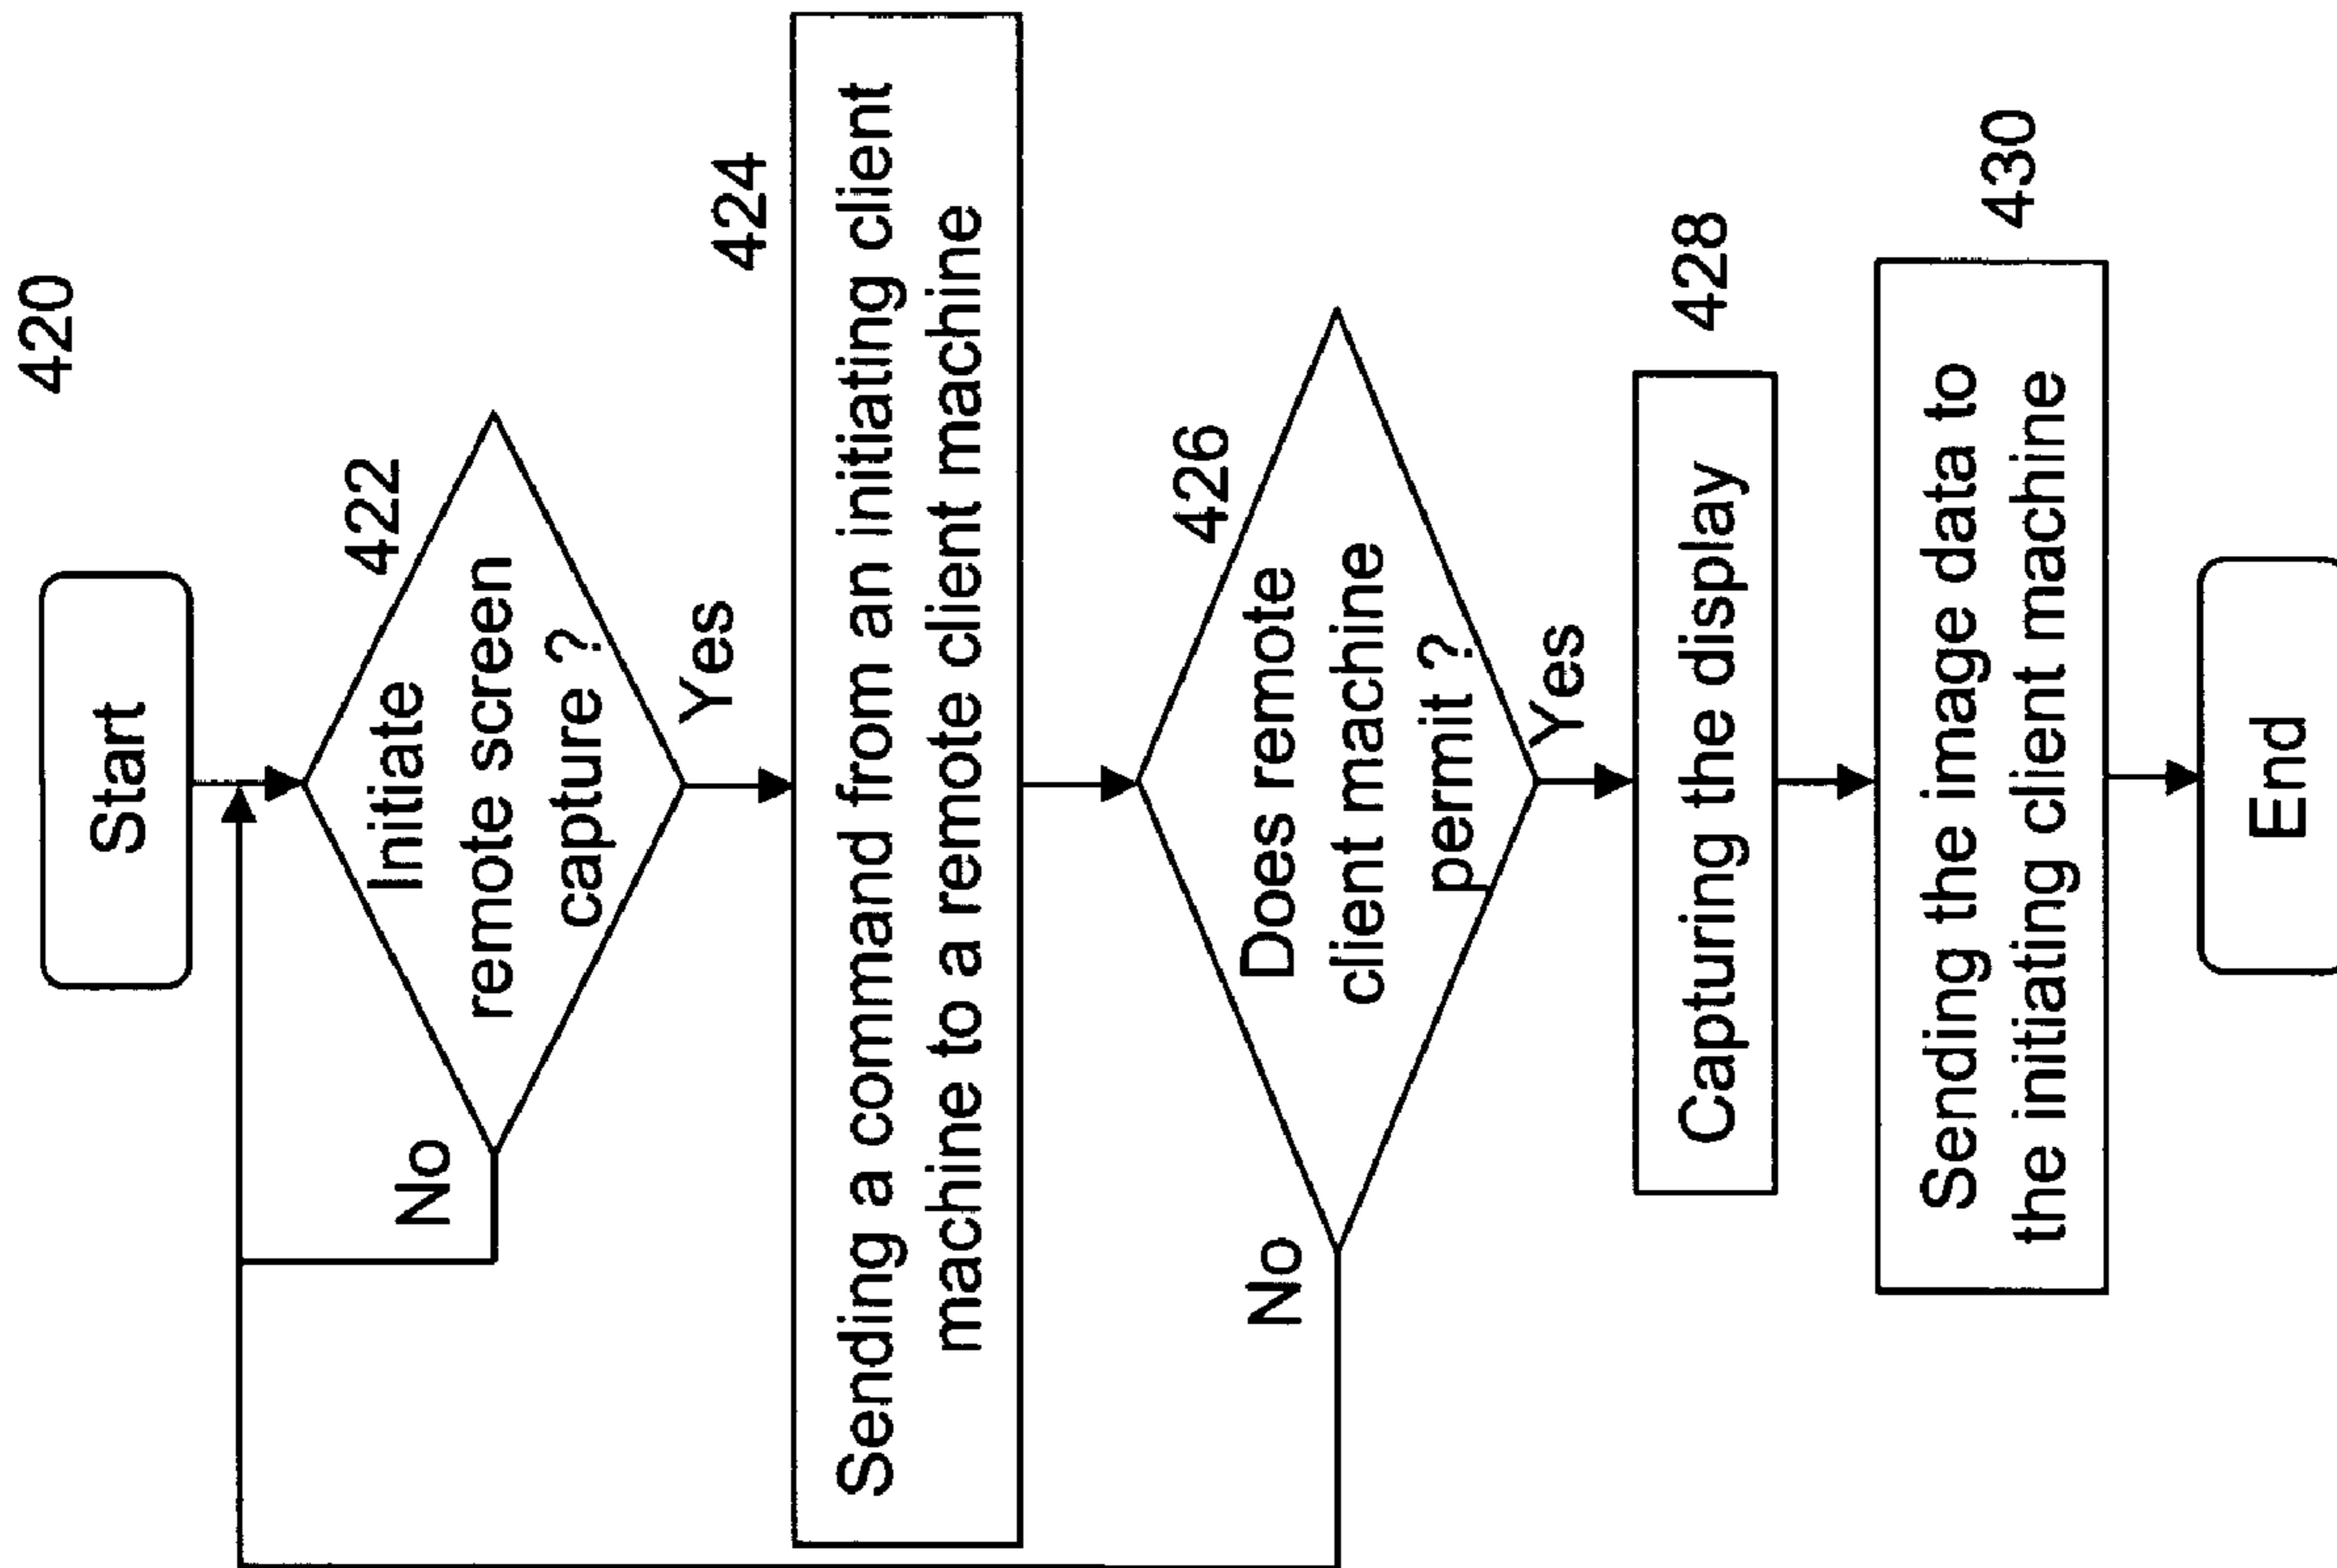 420
Start
422
Initiate
remote screen
capture ?
No
Yes
424
Sending a command from an initiating client
machine to a remote client machine
426
Does remote
client machine
permit ?
No
Yes
428
Capturing the display
430
Sending the image data to
the initiating client machine
End